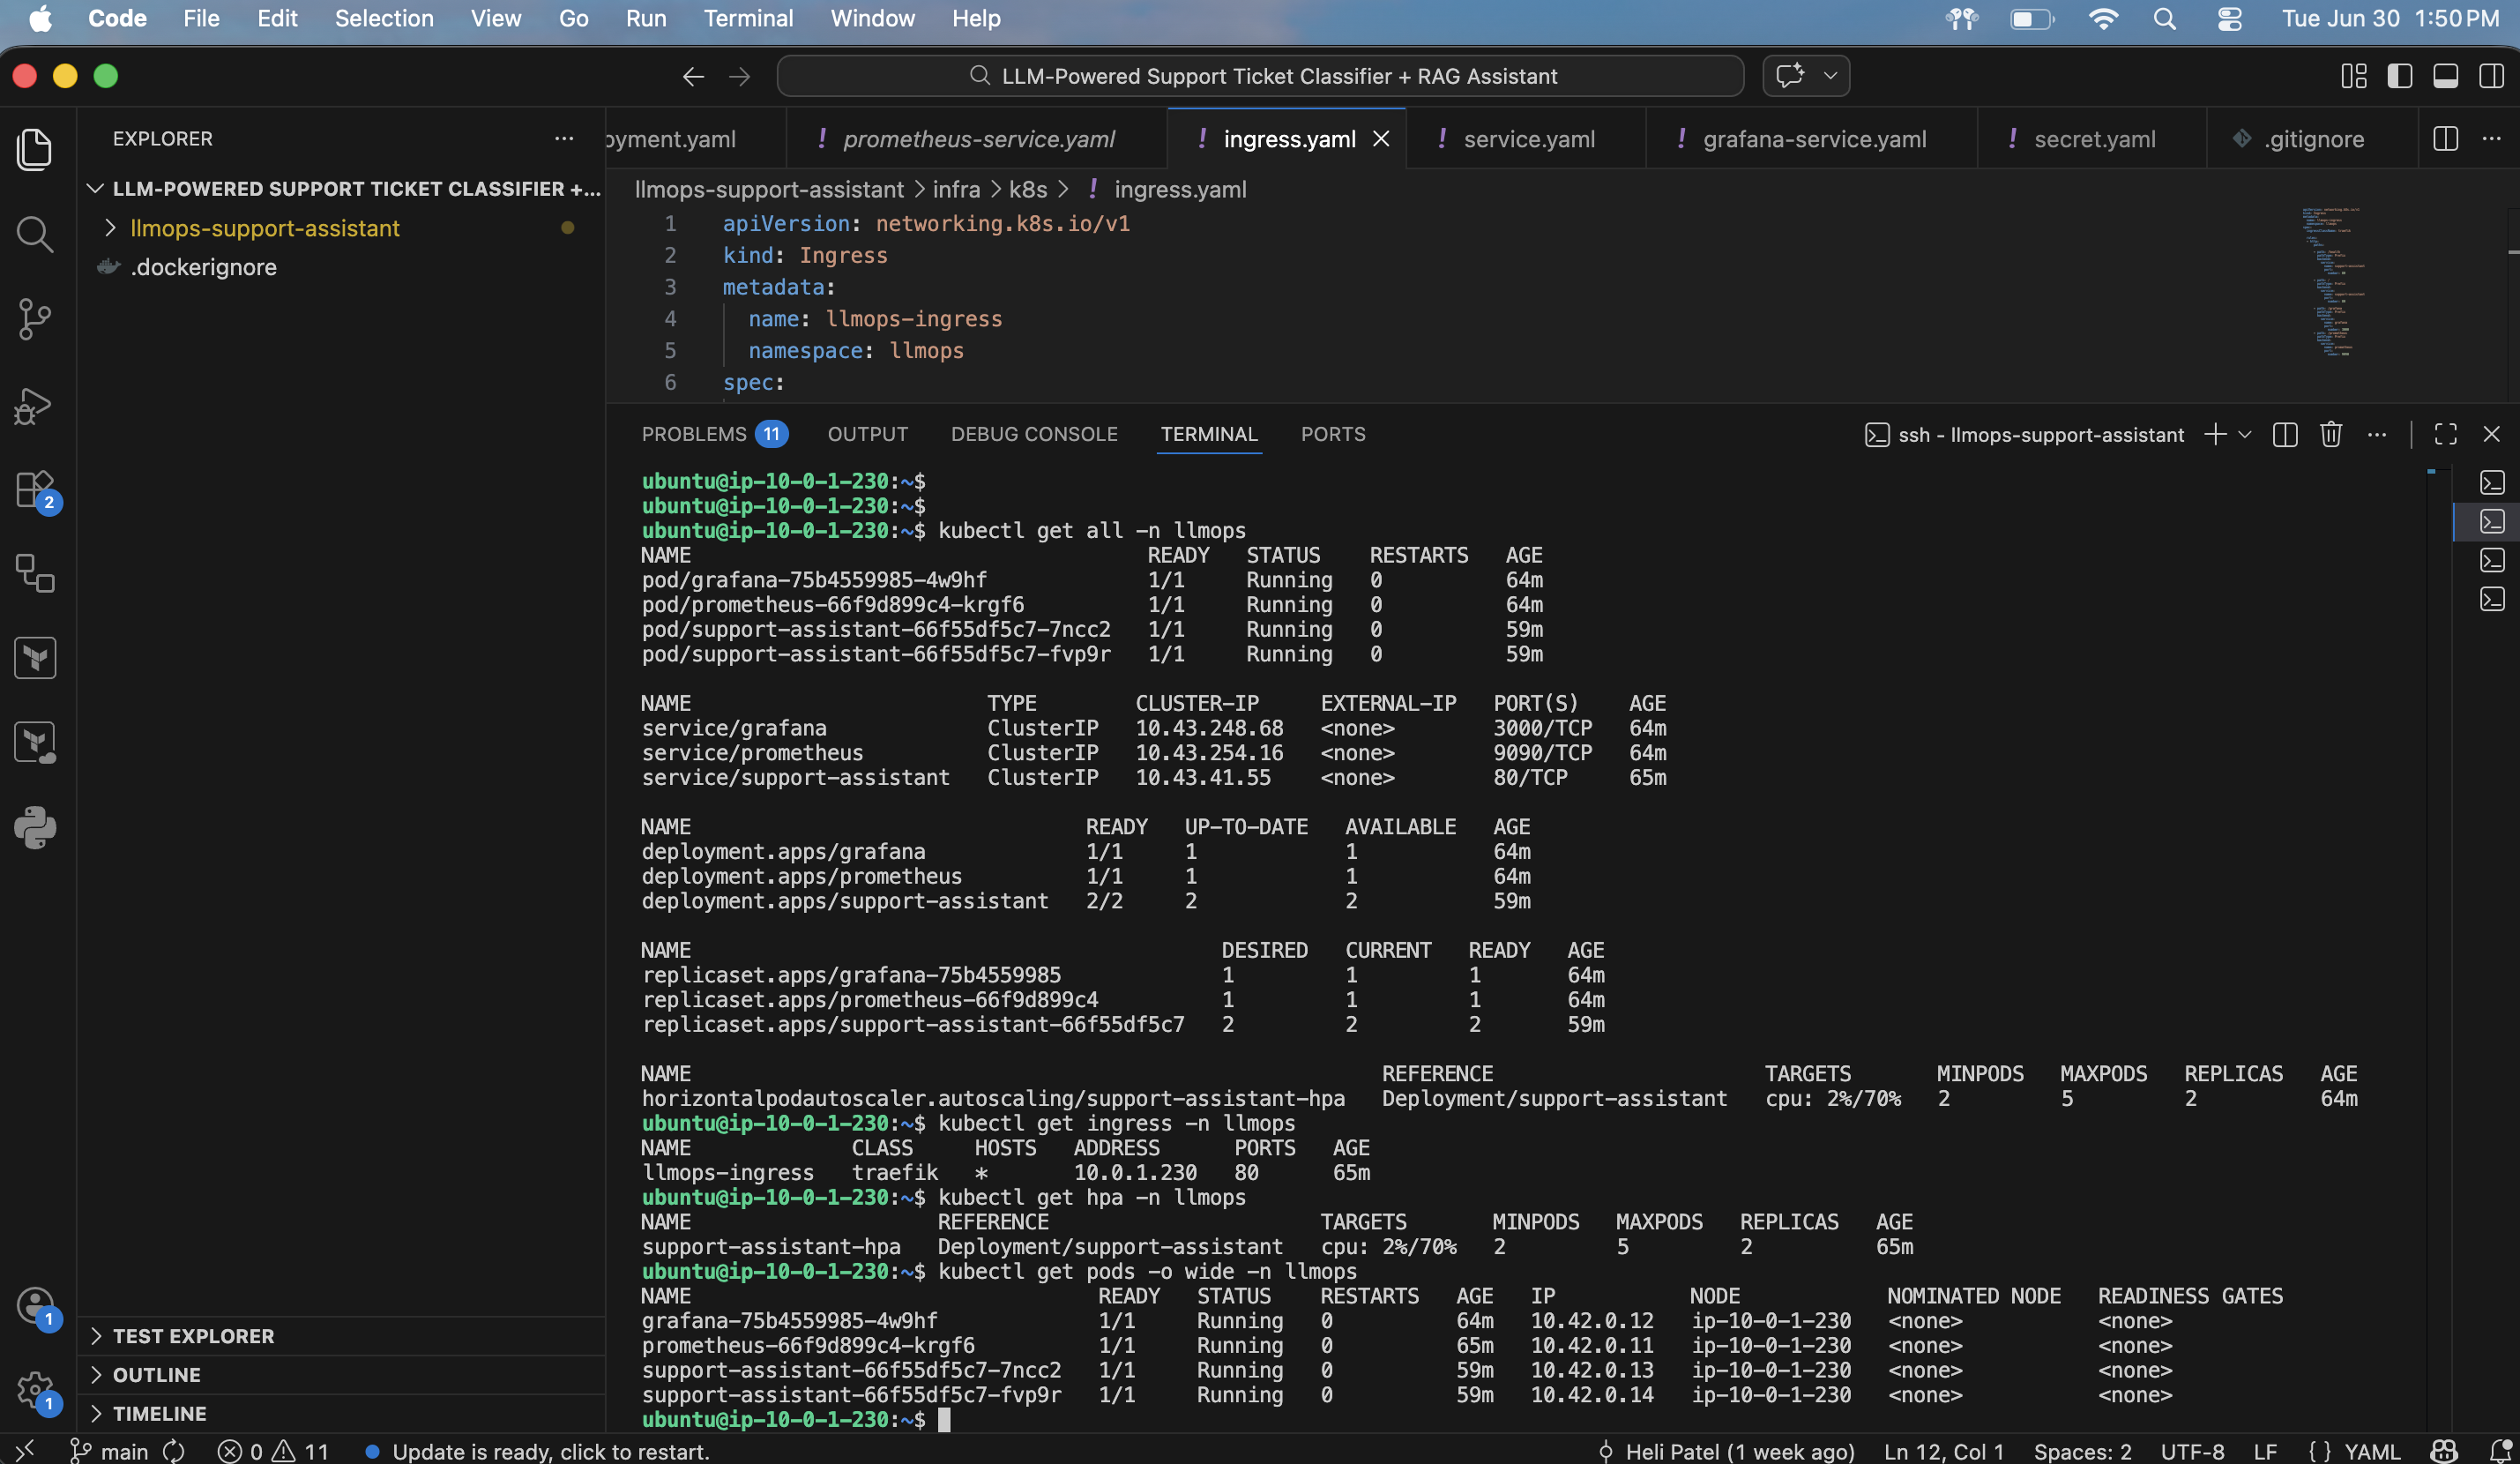 Code File Edit Selection View Go Run Terminal Window Help Tue Jun 30 1:50 PM
LLM-Powered Support Ticket Classifier + RAG Assistant
EXPLORER
LLM-POWERED SUPPORT TICKET CLASSIFIER +...
llmops-support-assistant
.dockerignore
TEST EXPLORER
OUTLINE
TIMELINE
2
1
1
oyment.yaml ! prometheus-service.yaml ! ingress.yaml ! service.yaml ! grafana-service.yaml ! secret.yaml .gitignore
llmops-support-assistant > infra > k8s > ! ingress.yaml
1 apiVersion: networking.k8s.io/v1
2 kind: Ingress
3 metadata:
4 name: llmops-ingress
5 namespace: llmops
6 spec:
PROBLEMS 11 OUTPUT DEBUG CONSOLE TERMINAL PORTS ssh - llmops-support-assistant
ubuntu@ip-10-0-1-230:~$
ubuntu@ip-10-0-1-230:~$
ubuntu@ip-10-0-1-230:~$ kubectl get all -n llmops
NAME READY STATUS RESTARTS AGE
pod/grafana-75b4559985-4w9hf 1/1 Running 0 64m
pod/prometheus-66f9d899c4-krgf6 1/1 Running 0 64m
pod/support-assistant-66f55df5c7-7ncc2 1/1 Running 0 59m
pod/support-assistant-66f55df5c7-fvp9r 1/1 Running 0 59m
NAME TYPE CLUSTER-IP EXTERNAL-IP PORT(S) AGE
service/grafana ClusterIP 10.43.248.68 <none> 3000/TCP 64m
service/prometheus ClusterIP 10.43.254.16 <none> 9090/TCP 64m
service/support-assistant ClusterIP 10.43.41.55 <none> 80/TCP 65m
NAME READY UP-TO-DATE AVAILABLE AGE
deployment.apps/grafana 1/1 1 1 64m
deployment.apps/prometheus 1/1 1 1 64m
deployment.apps/support-assistant 2/2 2 2 59m
NAME DESIRED CURRENT READY AGE
replicaset.apps/grafana-75b4559985 1 1 1 64m
replicaset.apps/prometheus-66f9d899c4 1 1 1 64m
replicaset.apps/support-assistant-66f55df5c7 2 2 2 59m
NAME REFERENCE TARGETS MINPODS MAXPODS REPLICAS AGE
horizontalpodautoscaler.autoscaling/support-assistant-hpa Deployment/support-assistant cpu: 2%/70% 2 5 2 64m
ubuntu@ip-10-0-1-230:~$ kubectl get ingress -n llmops
NAME CLASS HOSTS ADDRESS PORTS AGE
llmops-ingress traefik * 10.0.1.230 80 65m
ubuntu@ip-10-0-1-230:~$ kubectl get hpa -n llmops
NAME REFERENCE TARGETS MINPODS MAXPODS REPLICAS AGE
support-assistant-hpa Deployment/support-assistant cpu: 2%/70% 2 5 2 65m
ubuntu@ip-10-0-1-230:~$ kubectl get pods -o wide -n llmops
NAME READY STATUS RESTARTS AGE IP NODE NOMINATED NODE READINESS GATES
grafana-75b4559985-4w9hf 1/1 Running 0 64m 10.42.0.12 ip-10-0-1-230 <none> <none>
prometheus-66f9d899c4-krgf6 1/1 Running 0 65m 10.42.0.11 ip-10-0-1-230 <none> <none>
support-assistant-66f55df5c7-7ncc2 1/1 Running 0 59m 10.42.0.13 ip-10-0-1-230 <none> <none>
support-assistant-66f55df5c7-fvp9r 1/1 Running 0 59m 10.42.0.14 ip-10-0-1-230 <none> <none>
ubuntu@ip-10-0-1-230:~$
main 0 11 Update is ready, click to restart. Heli Patel (1 week ago) Ln 12, Col 1 Spaces: 2 UTF-8 LF {} YAML